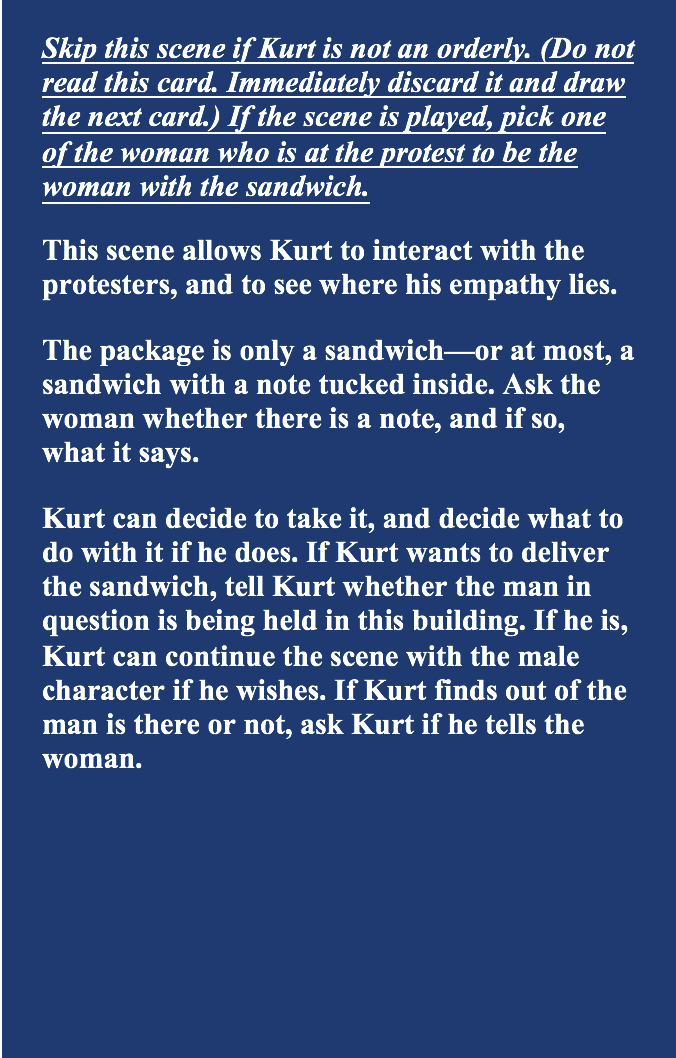 Skip this scene if Kurt is not an orderly. (Do not
read this card. Immediately discard it and draw
the next card.) If the scene is played, pick one
of the woman who is at the protest to be the
woman with the sandwich.
This scene allows Kurt to interact with the
protesters, and to see where his empathy lies.
The package is only a sandwich—or at most, a
sandwich with a note tucked inside. Ask the
woman whether there is a note, and if so,
what it says.
Kurt can decide to take it, and decide what to
do with it if he does. If Kurt wants to deliver
the sandwich, tell Kurt whether the man in
question is being held in this building. If he is,
Kurt can continue the scene with the male
character if he wishes. If Kurt finds out of the
man is there or not, ask Kurt if he tells the
woman.